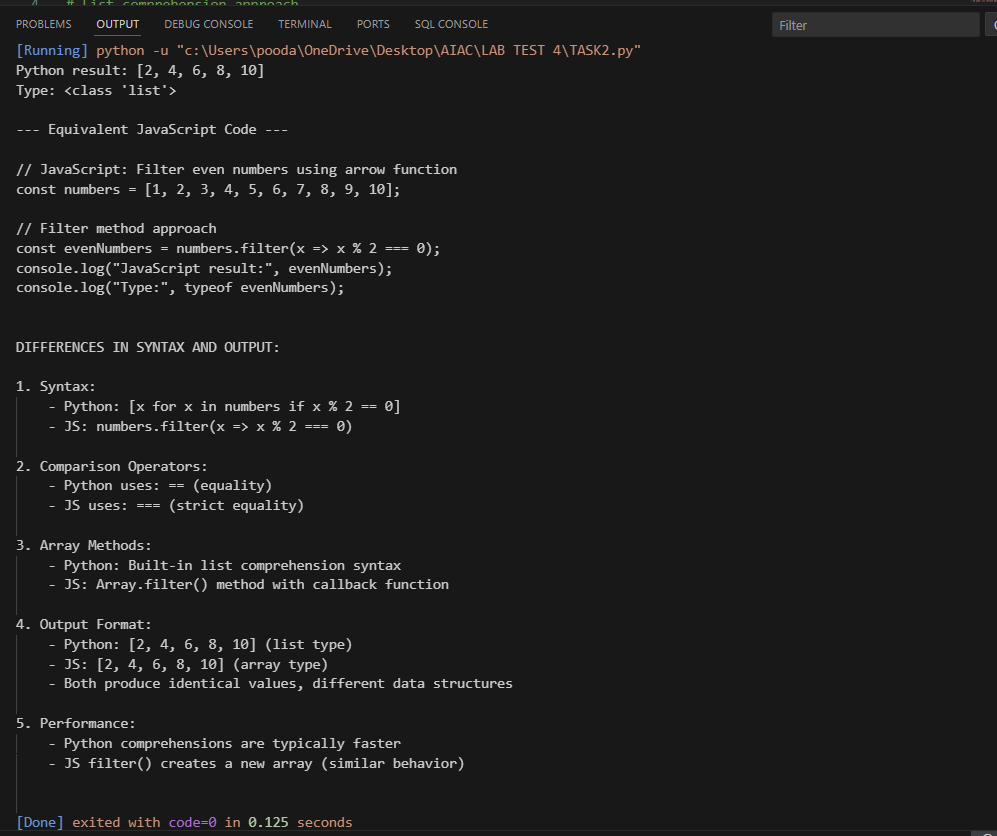 4 # List comprehension approach
PROBLEMS OUTPUT DEBUG CONSOLE TERMINAL PORTS SQL CONSOLE Filter
[Running] python -u "c:\Users\pooda\OneDrive\Desktop\AIAC\LAB TEST 4\TASK2.py"
Python result: [2, 4, 6, 8, 10]
Type: <class 'list'>
--- Equivalent JavaScript Code ---
// JavaScript: Filter even numbers using arrow function
const numbers = [1, 2, 3, 4, 5, 6, 7, 8, 9, 10];
// Filter method approach
const evenNumbers = numbers.filter(x => x % 2 === 0);
console.log("JavaScript result:", evenNumbers);
console.log("Type:", typeof evenNumbers);
DIFFERENCES IN SYNTAX AND OUTPUT:
1. Syntax:
- Python: [x for x in numbers if x % 2 == 0]
- JS: numbers.filter(x => x % 2 === 0)
2. Comparison Operators:
- Python uses: == (equality)
- JS uses: === (strict equality)
3. Array Methods:
- Python: Built-in list comprehension syntax
- JS: Array.filter() method with callback function
4. Output Format:
- Python: [2, 4, 6, 8, 10] (list type)
- JS: [2, 4, 6, 8, 10] (array type)
- Both produce identical values, different data structures
5. Performance:
- Python comprehensions are typically faster
- JS filter() creates a new array (similar behavior)
[Done] exited with code=0 in 0.125 seconds